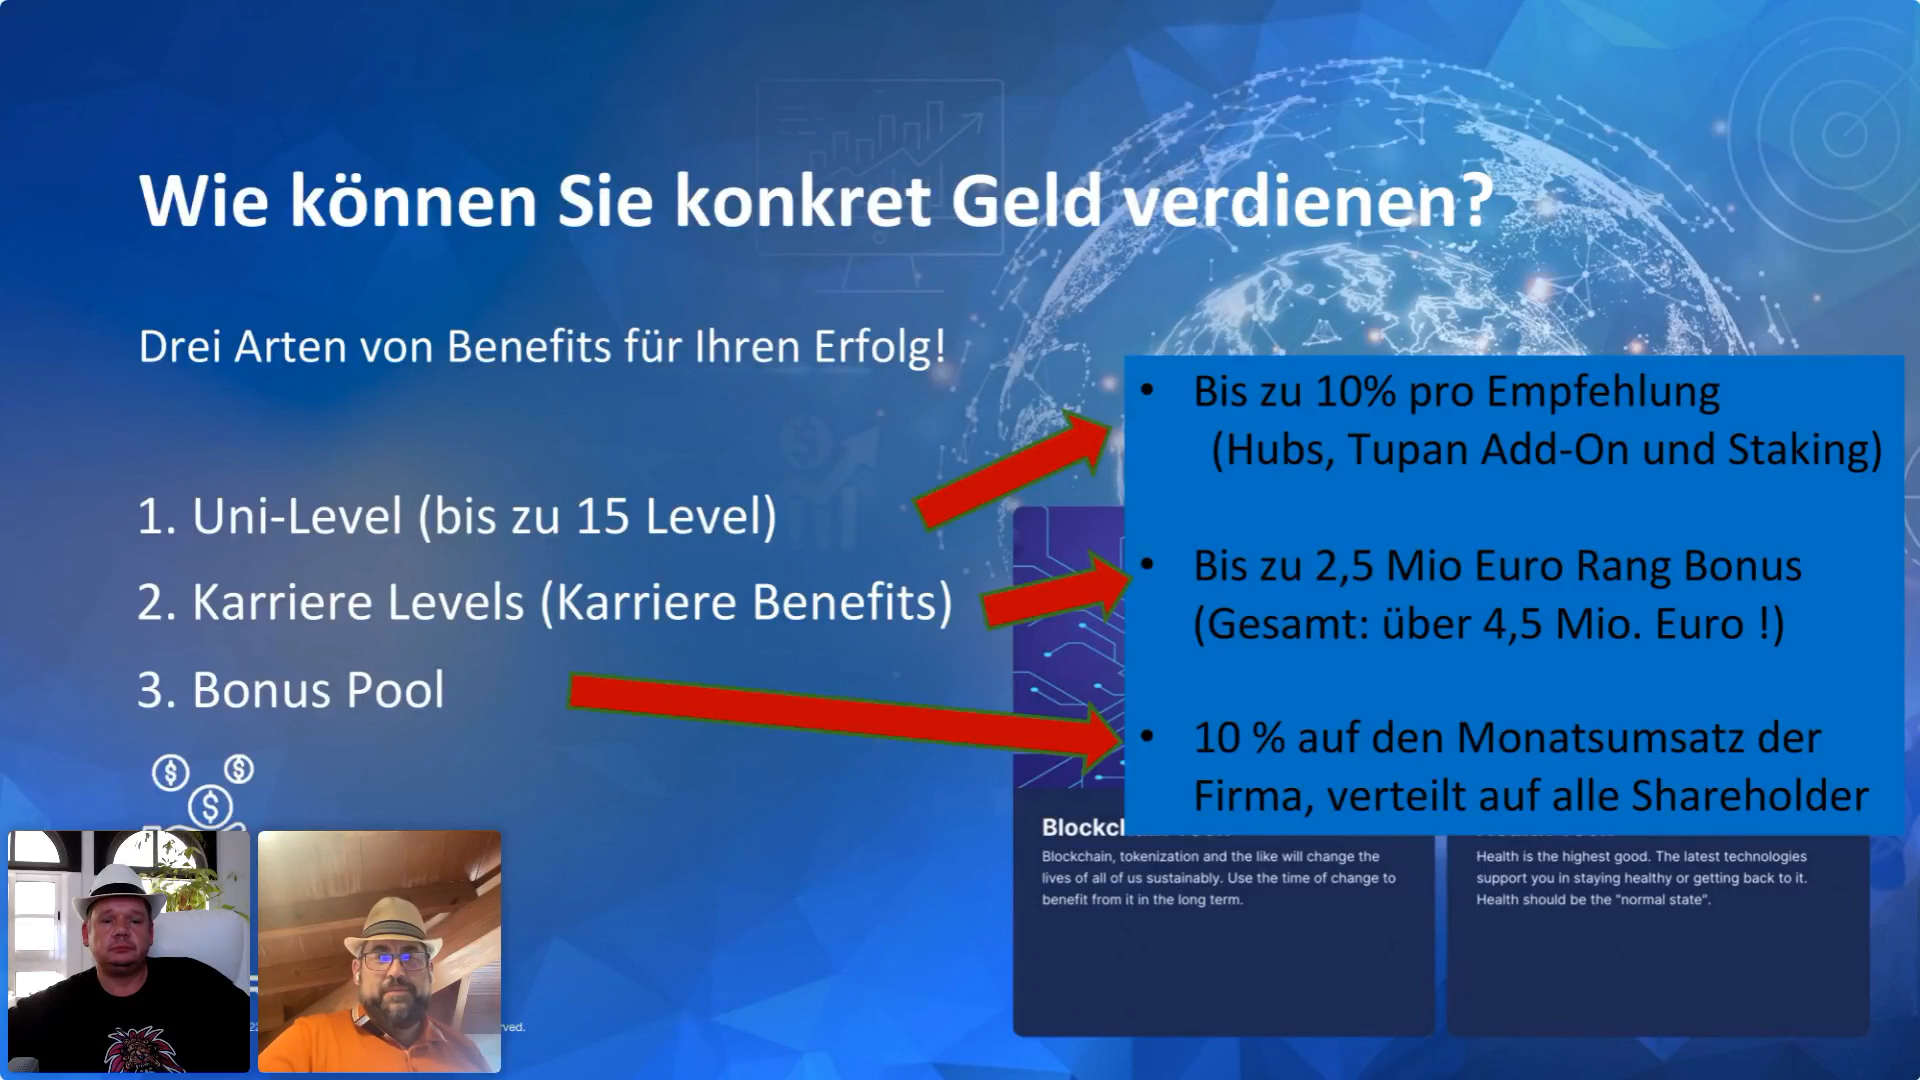 Wie können Sie konkret Geld verdienen?
Drei Arten von Benefits für Ihren Erfolg!
1. Uni-Level (bis zu 15 Level)
2. Karriere Levels (Karriere Benefits)
3. Bonus Pool
• Bis zu 10% pro Empfehlung
(Hubs, Tupan Add-On und Staking)
• Bis zu 2,5 Mio Euro Rang Bonus
(Gesamt: über 4,5 Mio. Euro !)
• 10 % auf den Monatsumsatz der
Firma, verteilt auf alle Shareholder
Blockchain, tokenization and the like will change the
lives of all of us sustainably. Use the time of change to
benefit from it in the long term.
Health is the highest good. The latest technologies
support you in staying healthy or getting back to it.
Health should be the "normal state".